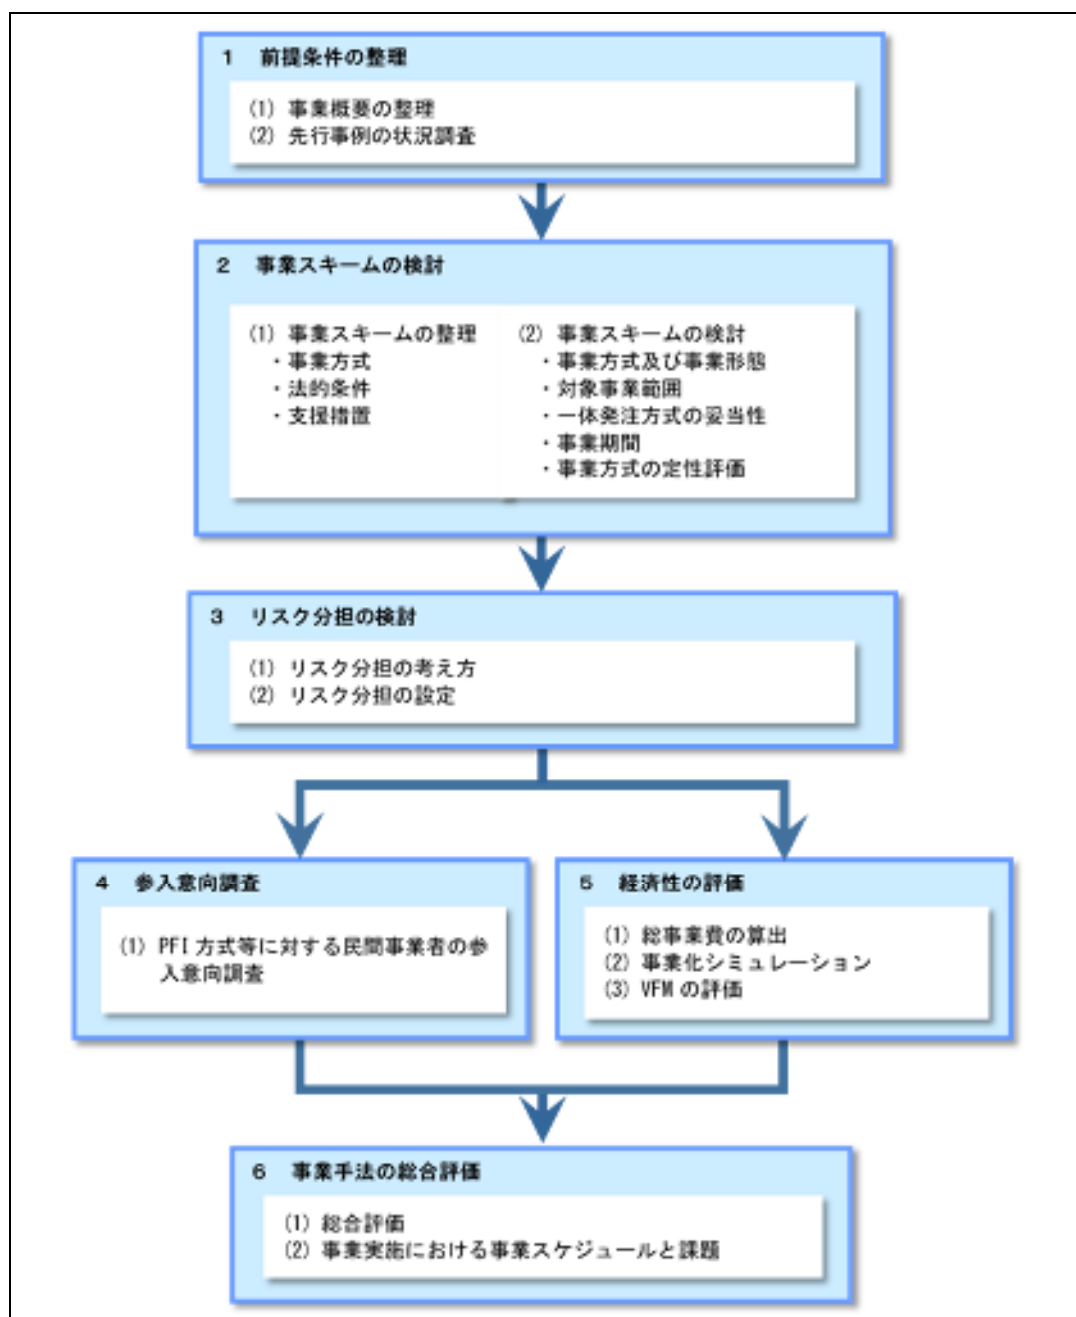 1 前提条件の整理
(1) 事業概要の整理
(2) 先行事例の状況調査
2 事業スキームの検討
(1) 事業スキームの整理
・事業方式
・法的条件
・支援措置
(2) 事業スキームの検討
・事業方式及び事業形態
・対象事業範囲
・一体発注方式の妥当性
・事業期間
・事業方式の定性評価
3 リスク分担の検討
(1) リスク分担の考え方
(2) リスク分担の設定
4 参入意向調査
(1) PFI 方式等に対する民間事業者の参
入意向調査
5 経済性の評価
(1) 総事業費の算出
(2) 事業化シミュレーション
(3) VFM の評価
6 事業手法の総合評価
(1) 総合評価
(2) 事業実施における事業スケジュールと課題